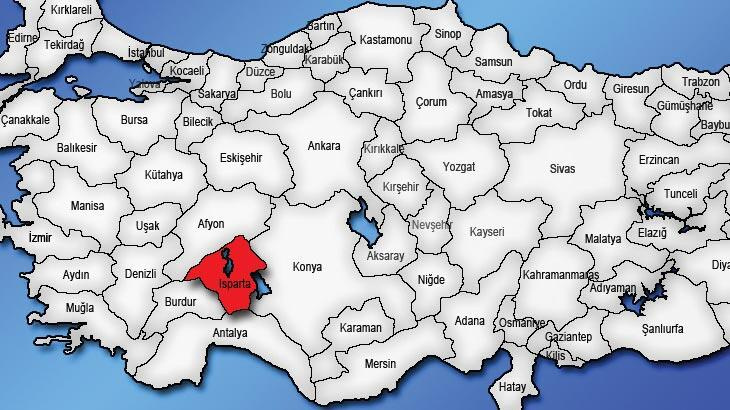 Kırklareli
Edirne
Tekirdağ
İstanbul
Kocaeli
Yalova
Sakarya
Düzce
Zonguldak
Bartın
Karabük
Bolu
Kastamonu
Çankırı
Sinop
Samsun
Çorum
Amasya
Ordu
Tokat
Giresun
Trabzon
Gümüşhane
Baybu
Çanakkale
Bursa
Bilecik
Balıkesir
Eskişehir
Ankara
Kırıkkale
Yozgat
Sivas
Erzincan
Kütahya
Kırşehir
Tunceli
Manisa
Uşak
Afyon
Nevşehir
Kayseri
Malatya
Elazığ
İzmir
Aydın
Denizli
Isparta
Konya
Aksaray
Niğde
Kahramanmaraş
Adıyaman
Diy
Muğla
Burdur
Antalya
Karaman
Mersin
Adana
Osmaniye
Gaziantep
Kilis
Şanlıurfa
Hatay